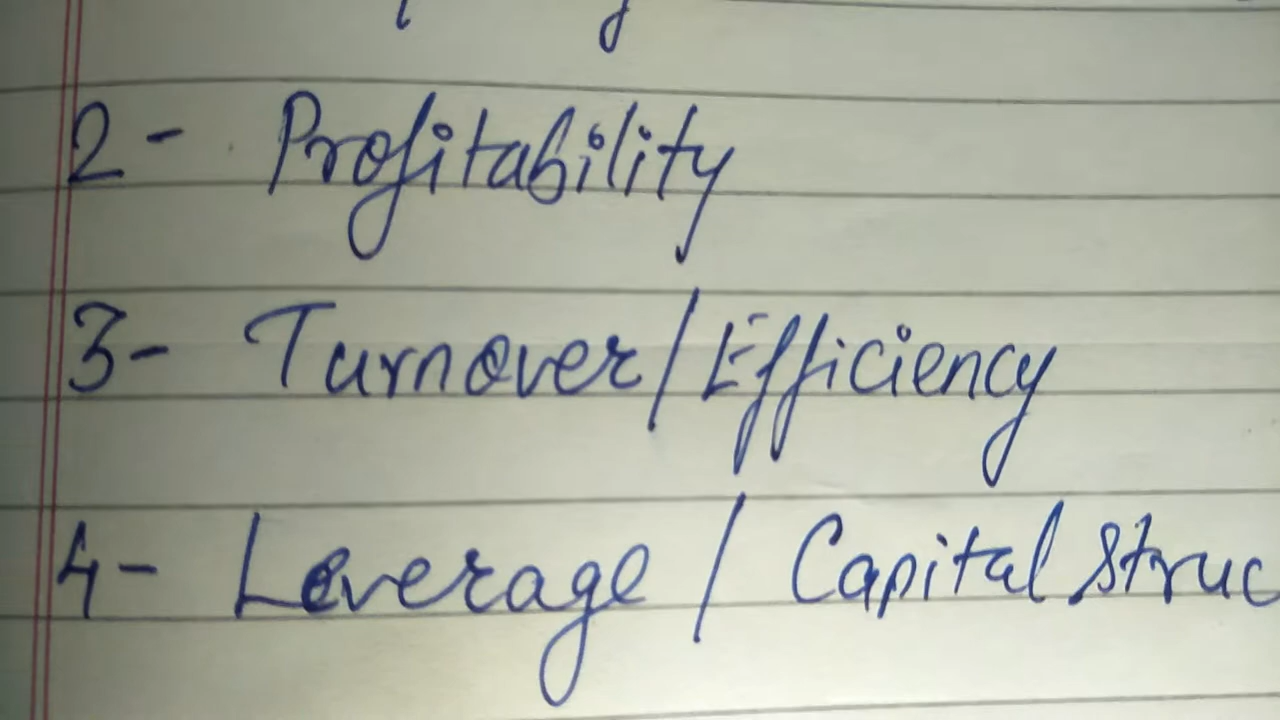 2- Profitability
3- Turnover/Efficiency
4- Leverage / Capital Struc